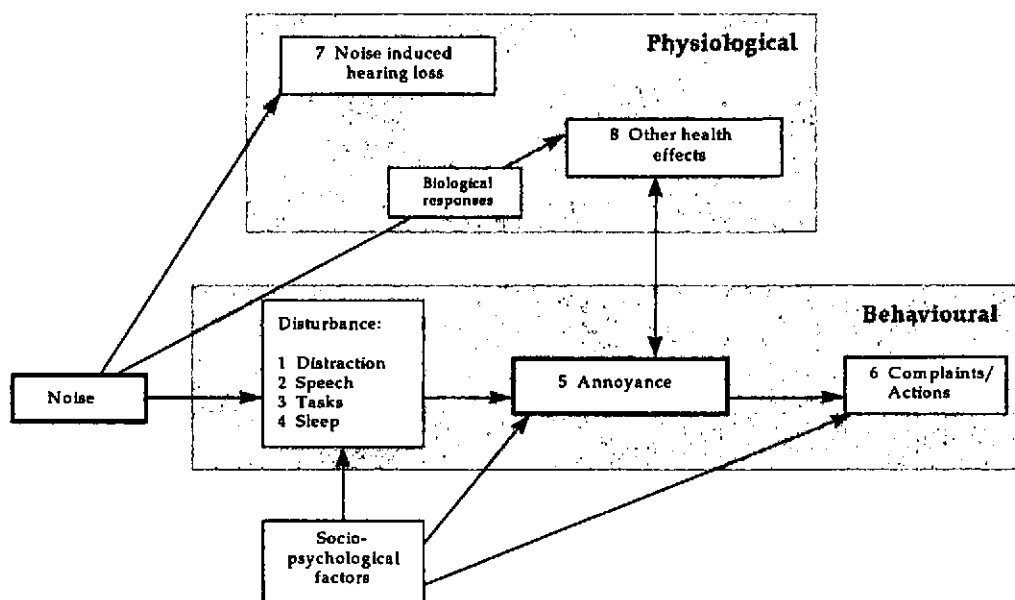 Physiological
7 Noise induced
hearing loss
8 Other health
effects
Biological
responses
Behavioural
Disturbance:
1 Distraction
2 Speech
3 Tasks
4 Sleep
Noise
5 Annoyance
6 Complaints/
Actions
Socio-
psychological
factors